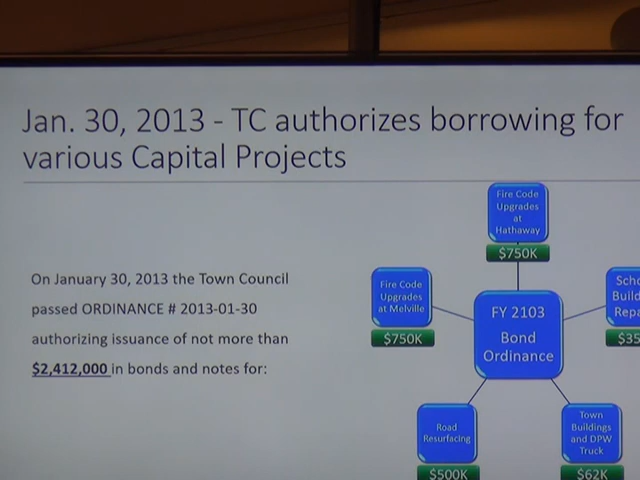 Jan. 30, 2013 - TC authorizes borrowing for
various Capital Projects
On January 30, 2013 the Town Council
passed ORDINANCE # 2013-01-30
authorizing issuance of not more than
$2,412,000 in bonds and notes for:
Fire Code
Upgrades
at
Hathaway
$750K
Fire Code
Upgrades
at Melville
$750K
FY 2103
Bond
Ordinance
Scho
Build
Repa
$35
Road
Resurfacing
$500K
Town
Buildings
and DPW
Truck
$62K